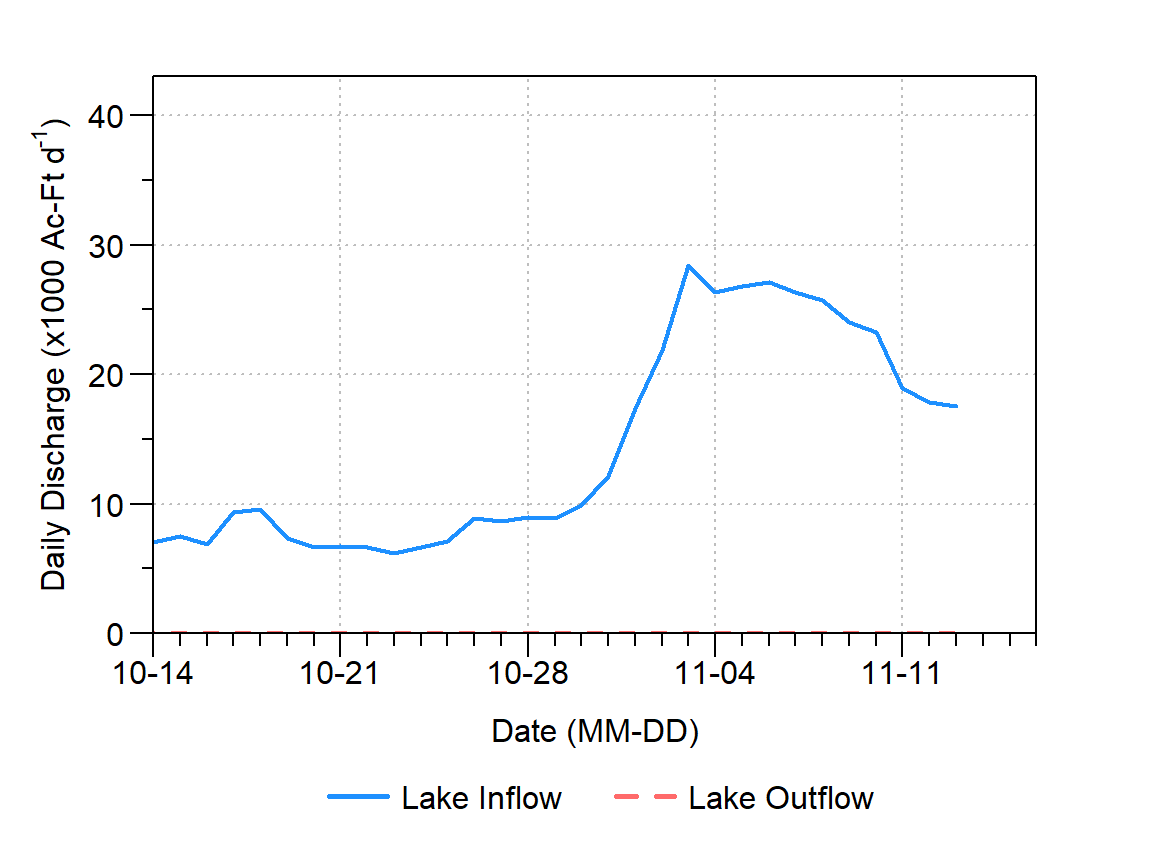 Daily Discharge (x1000 Ac-Ft d⁻¹)
40
30
20
10
0
10-14 10-21 10-28 11-04 11-11
Date (MM-DD)
Lake Inflow Lake Outflow